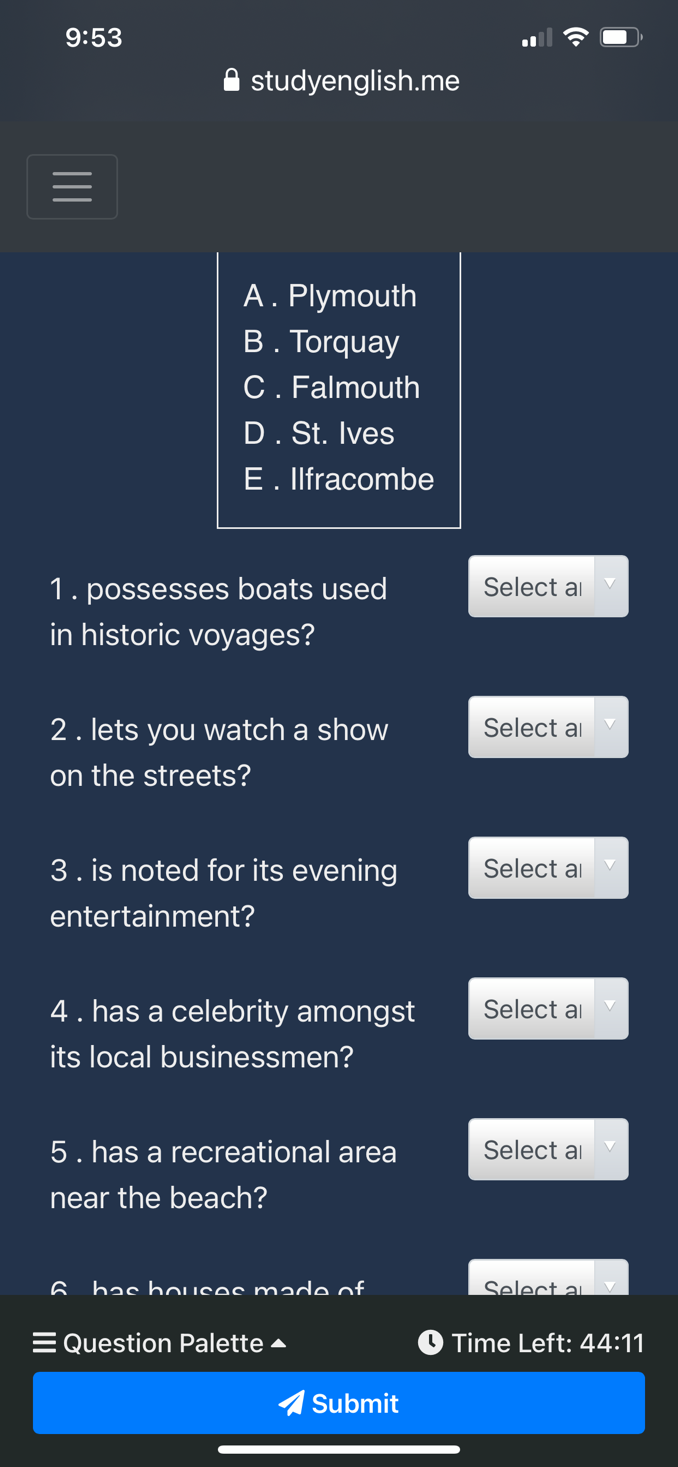 9:53
studyenglish.me
A . Plymouth
B . Torquay
C . Falmouth
D . St. Ives
E . Ilfracombe
1 . possesses boats used
in historic voyages?
Select ar
2 . lets you watch a show
on the streets?
Select ar
3 . is noted for its evening
entertainment?
Select ar
4 . has a celebrity amongst
its local businessmen?
Select ar
5 . has a recreational area
near the beach?
Select ar
6 . has houses made of
Select ar
Question Palette
Time Left: 44:11
Submit